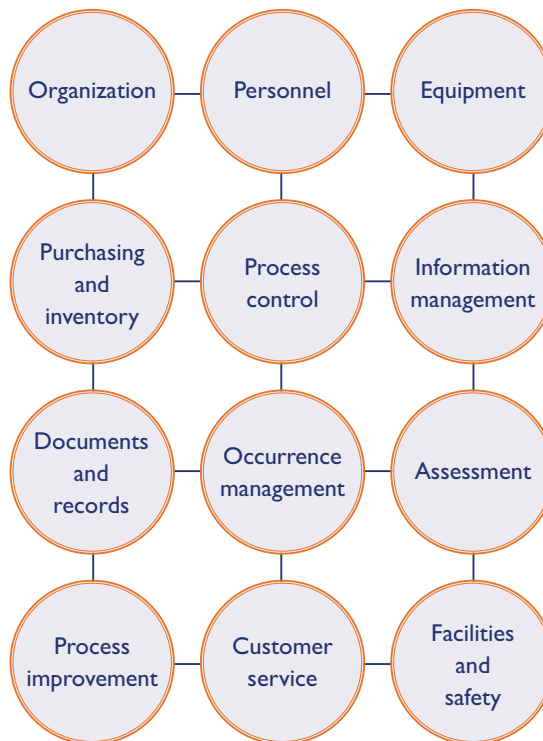 Organization
Personnel
Equipment
Purchasing
and
inventory
Process
control
Information
management
Documents
and
records
Occurrence
management
Assessment
Process
improvement
Customer
service
Facilities
and
safety